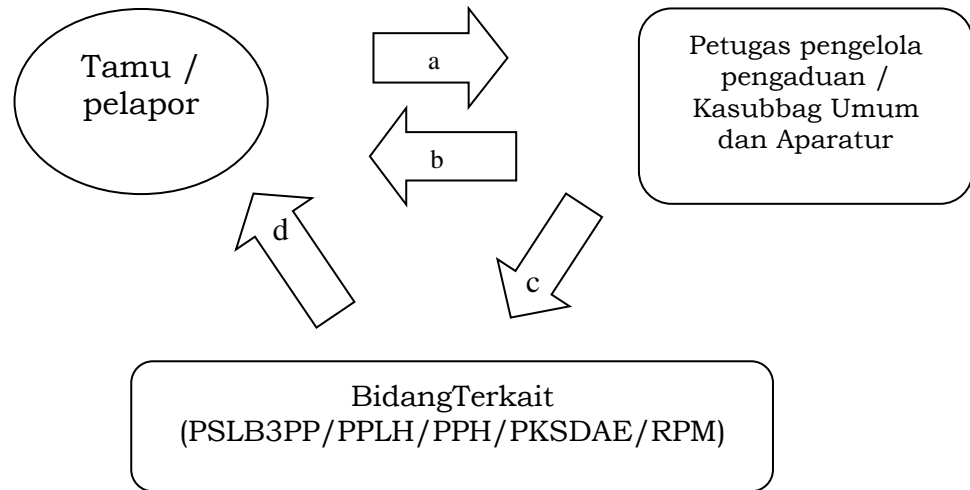 Tamu /
pelapor
a
Petugas pengelola
pengaduan /
Kasubbag Umum
dan Aparatur
b
d
c
BidangTerkait
(PSLB3PP/PPLH/PPH/PKSDAE/RPM)